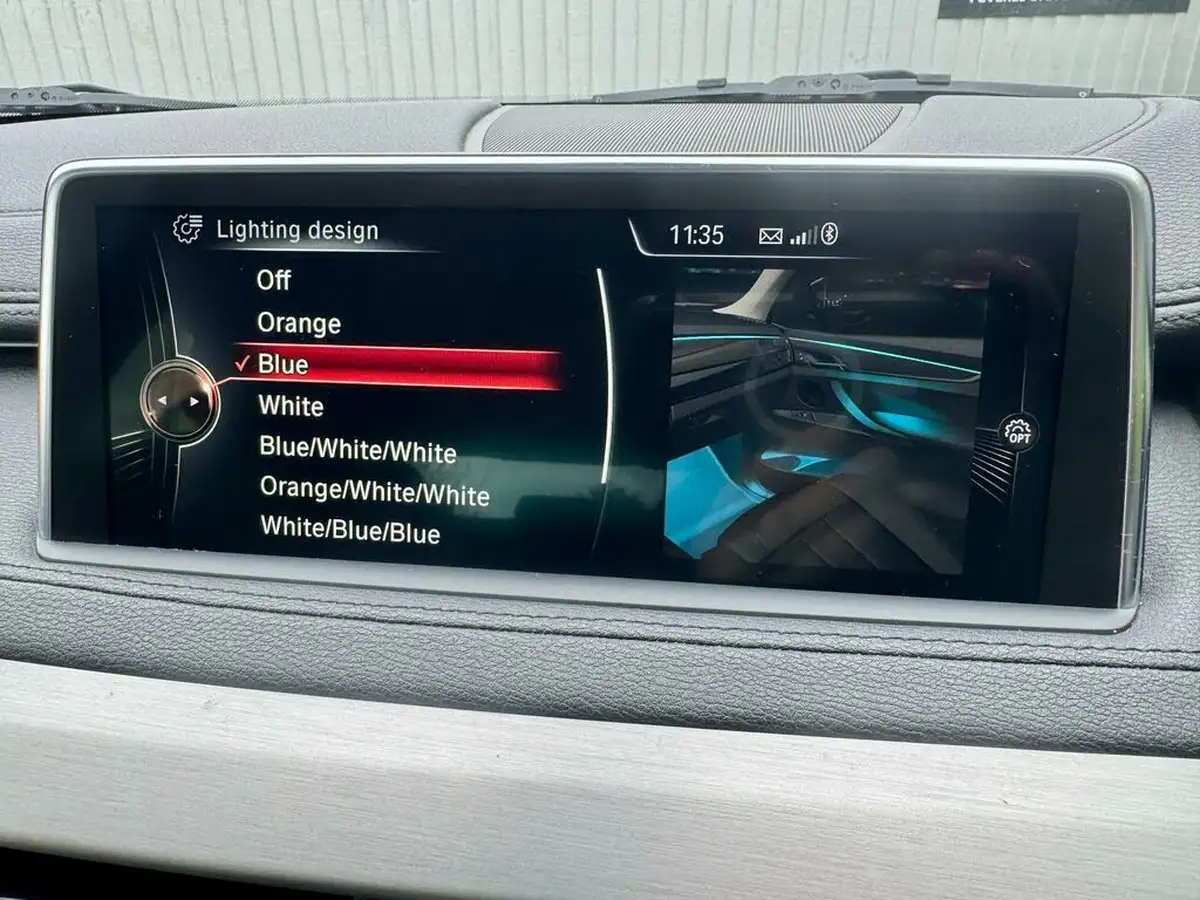 Lighting design
11:35
Off
Orange
Blue
White
Blue/White/White
Orange/White/White
White/Blue/Blue
OPT